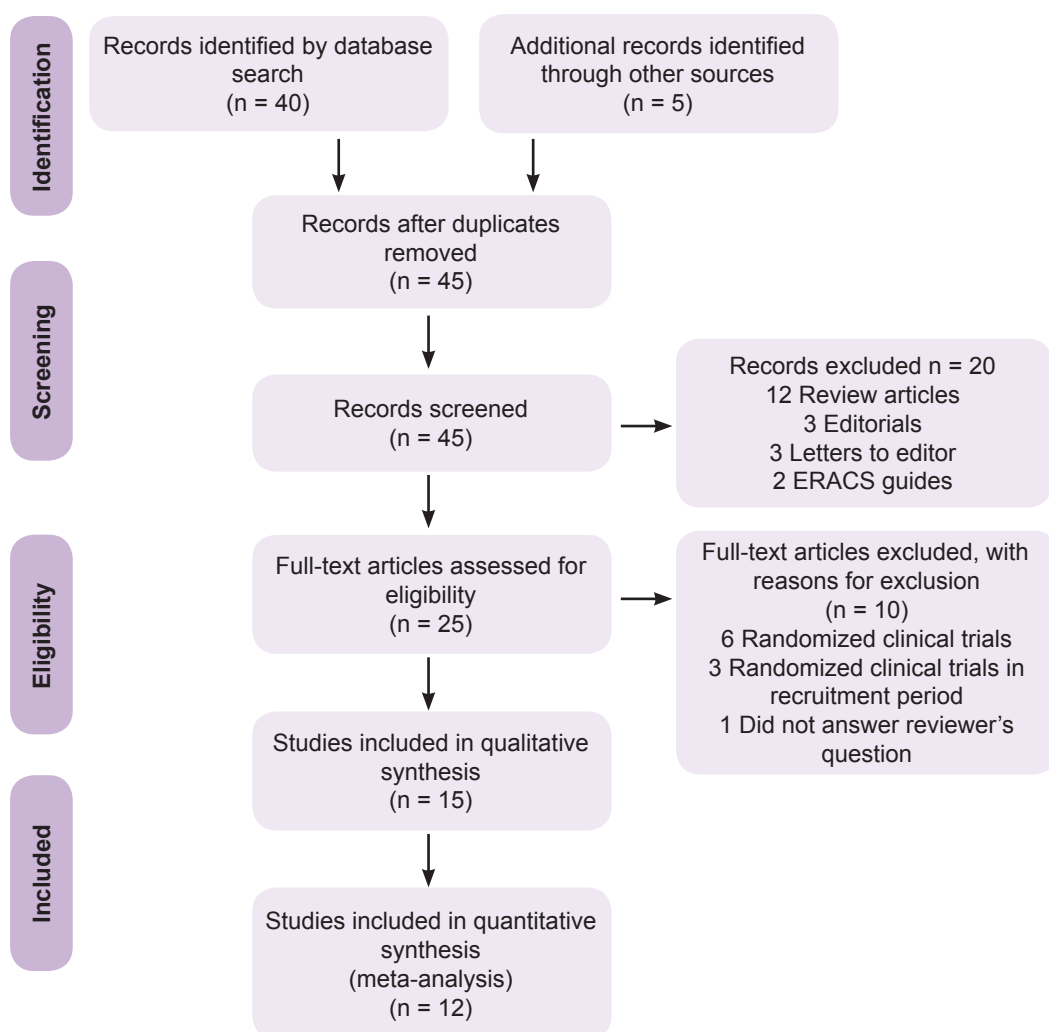 Identification
Records identified by database
search
(n = 40)
Additional records identified
through other sources
(n = 5)
Records after duplicates
removed
(n = 45)
Screening
Records screened
(n = 45)
Records excluded n = 20
12 Review articles
3 Editorials
3 Letters to editor
2 ERACS guides
Eligibility
Full-text articles assessed for
eligibility
(n = 25)
Full-text articles excluded, with
reasons for exclusion
(n = 10)
6 Randomized clinical trials
3 Randomized clinical trials in
recruitment period
1 Did not answer reviewer's
question
Studies included in qualitative
synthesis
(n = 15)
Included
Studies included in quantitative
synthesis
(meta-analysis)
(n = 12)